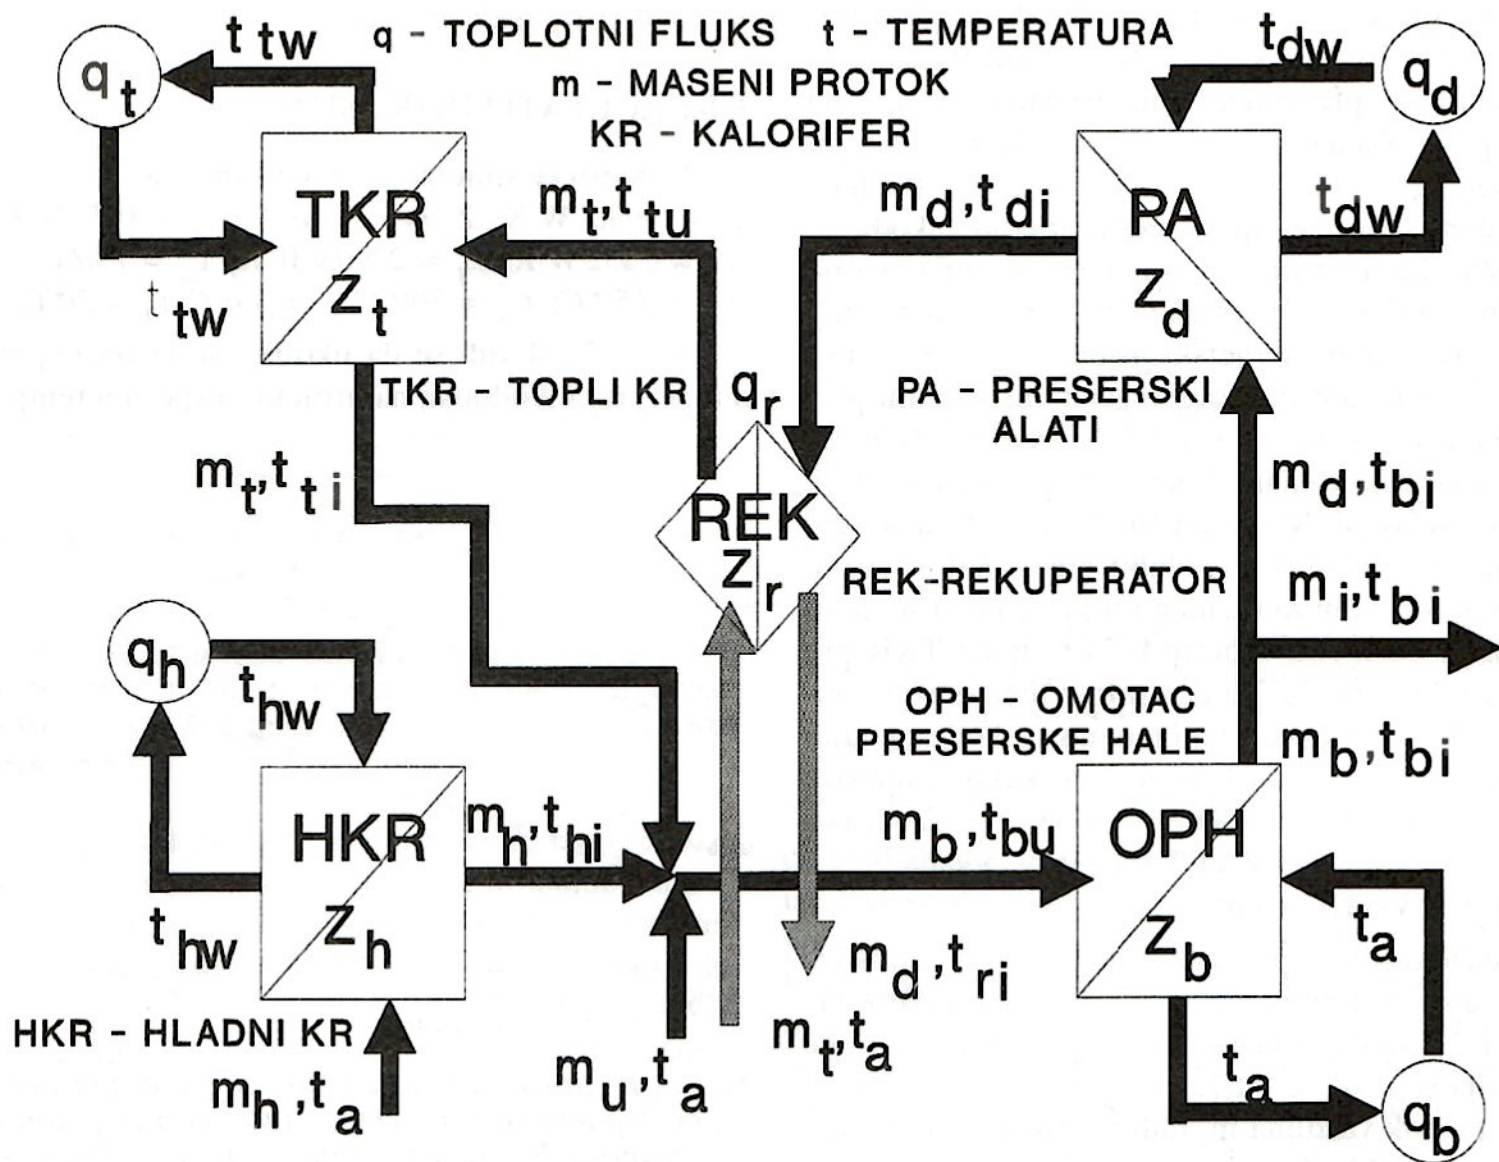 q - TOPLOTNI FLUKS t - TEMPERATURA
m - MASENI PROTOK
KR - KALORIFER
q t
t tw
t dw
q d
TKR
z t
m t, t tu
m d, t di
PA
z d
t dw
t tw
TKR - TOPLI KR
q r
PA - PRESERSKI
ALATI
m t, t t i
REK
z r
m d, t bi
REK-REKUPERATOR
m i, t b i
q h
t hw
OPH - OMOTAC
PRESERSKE HALE
m b, t bi
HKR
z h
m h, t hi
m b, t bu
OPH
z b
t hw
t a
m d, t ri
HKR - HLADNI KR
m h, t a
m u, t a
m t, t a
t a
q b